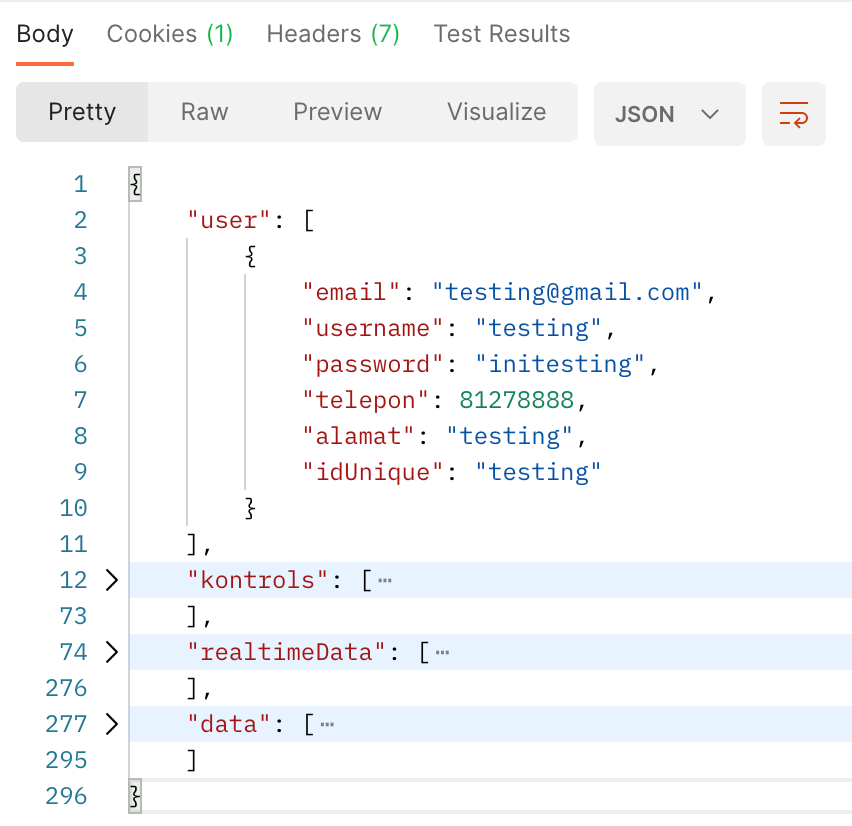 Body Cookies (1) Headers (7) Test Results
Pretty Raw Preview Visualize JSON
1 {
2 "user": [
3 {
4 "email": "testing@gmail.com",
5 "username": "testing",
6 "password": "initesting",
7 "telepon": 81278888,
8 "alamat": "testing",
9 "idUnique": "testing"
10 }
11 ],
12 "kontrols": [⋯
73 ],
74 "realtimeData": [⋯
276 ],
277 "data": [⋯
295 ]
296 }